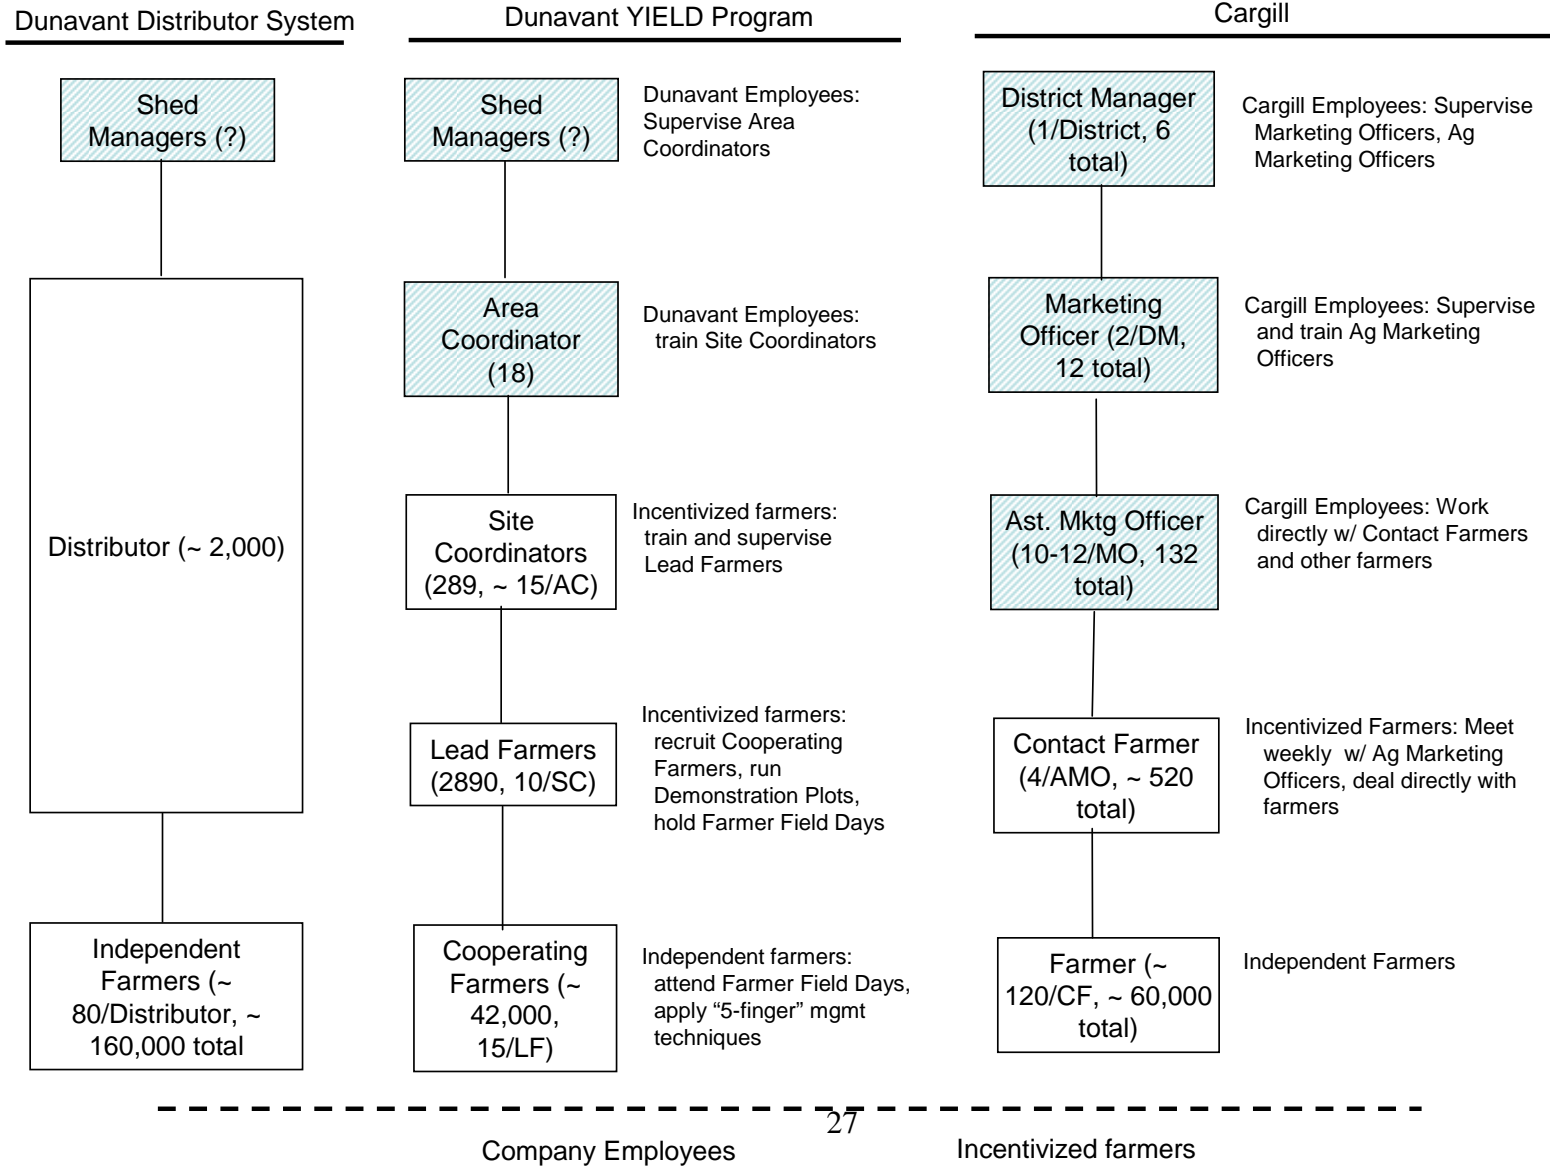 Dunavant Distributor System
Shed
Managers (?)
Distributor (~ 2,000)
Independent
Farmers (~
80/Distributor, ~
160,000 total
Dunavant YIELD Program
Shed
Managers (?)
Dunavant Employees:
Supervise Area
Coordinators
Area
Coordinator
(18)
Dunavant Employees:
train Site Coordinators
Site
Coordinators
(289, ~ 15/AC)
Incentivized farmers:
train and supervise
Lead Farmers
Lead Farmers
(2890, 10/SC)
Incentivized farmers:
recruit Cooperating
Farmers, run
Demonstration Plots,
hold Farmer Field Days
Cooperating
Farmers (~
42,000,
15/LF)
Independent farmers:
attend Farmer Field Days,
apply “5-finger” mgmt
techniques
Cargill
District Manager
(1/District, 6
total)
Cargill Employees: Supervise
Marketing Officers, Ag
Marketing Officers
Marketing
Officer (2/DM,
12 total)
Cargill Employees: Supervise
and train Ag Marketing
Officers
Ast. Mktg Officer
(10-12/MO, 132
total)
Cargill Employees: Work
directly w/ Contact Farmers
and other farmers
Contact Farmer
(4/AMO, ~ 520
total)
Incentivized Farmers: Meet
weekly w/ Ag Marketing
Officers, deal directly with
farmers
Farmer (~
120/CF, ~ 60,000
total)
Independent Farmers
27
Company Employees
Incentivized farmers